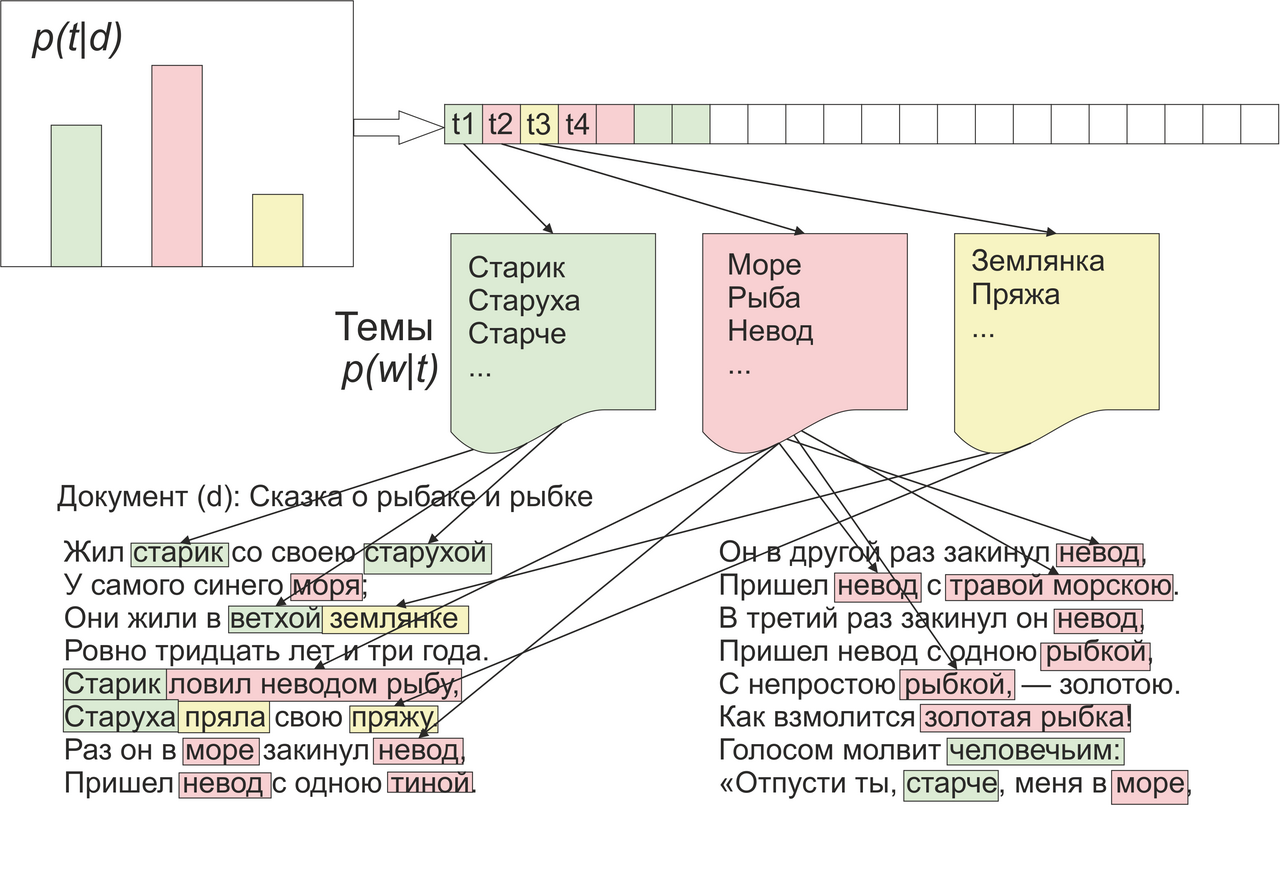 p(t|d)
t1 t2 t3 t4
Старик
Старуха
Старче
...
Море
Рыба
Невод
...
Землянка
Пряжа
...
Темы
p(w|t)
Документ (d): Сказка о рыбаке и рыбке
Жил старик со своею старухой
У самого синего моря;
Они жили в ветхой землянке
Ровно тридцать лет и три года.
Старик ловил неводом рыбу,
Старуха пряла свою пряжу.
Раз он в море закинул невод,
Пришел невод с одною тиной.
Он в другой раз закинул невод,
Пришел невод с травой морскою.
В третий раз закинул он невод,
Пришел невод с одною рыбкой,
С непростою рыбкой, — золотою.
Как взмолится золотая рыбка!
Голосом молвит человечьим:
«Отпусти ты, старче, меня в море,